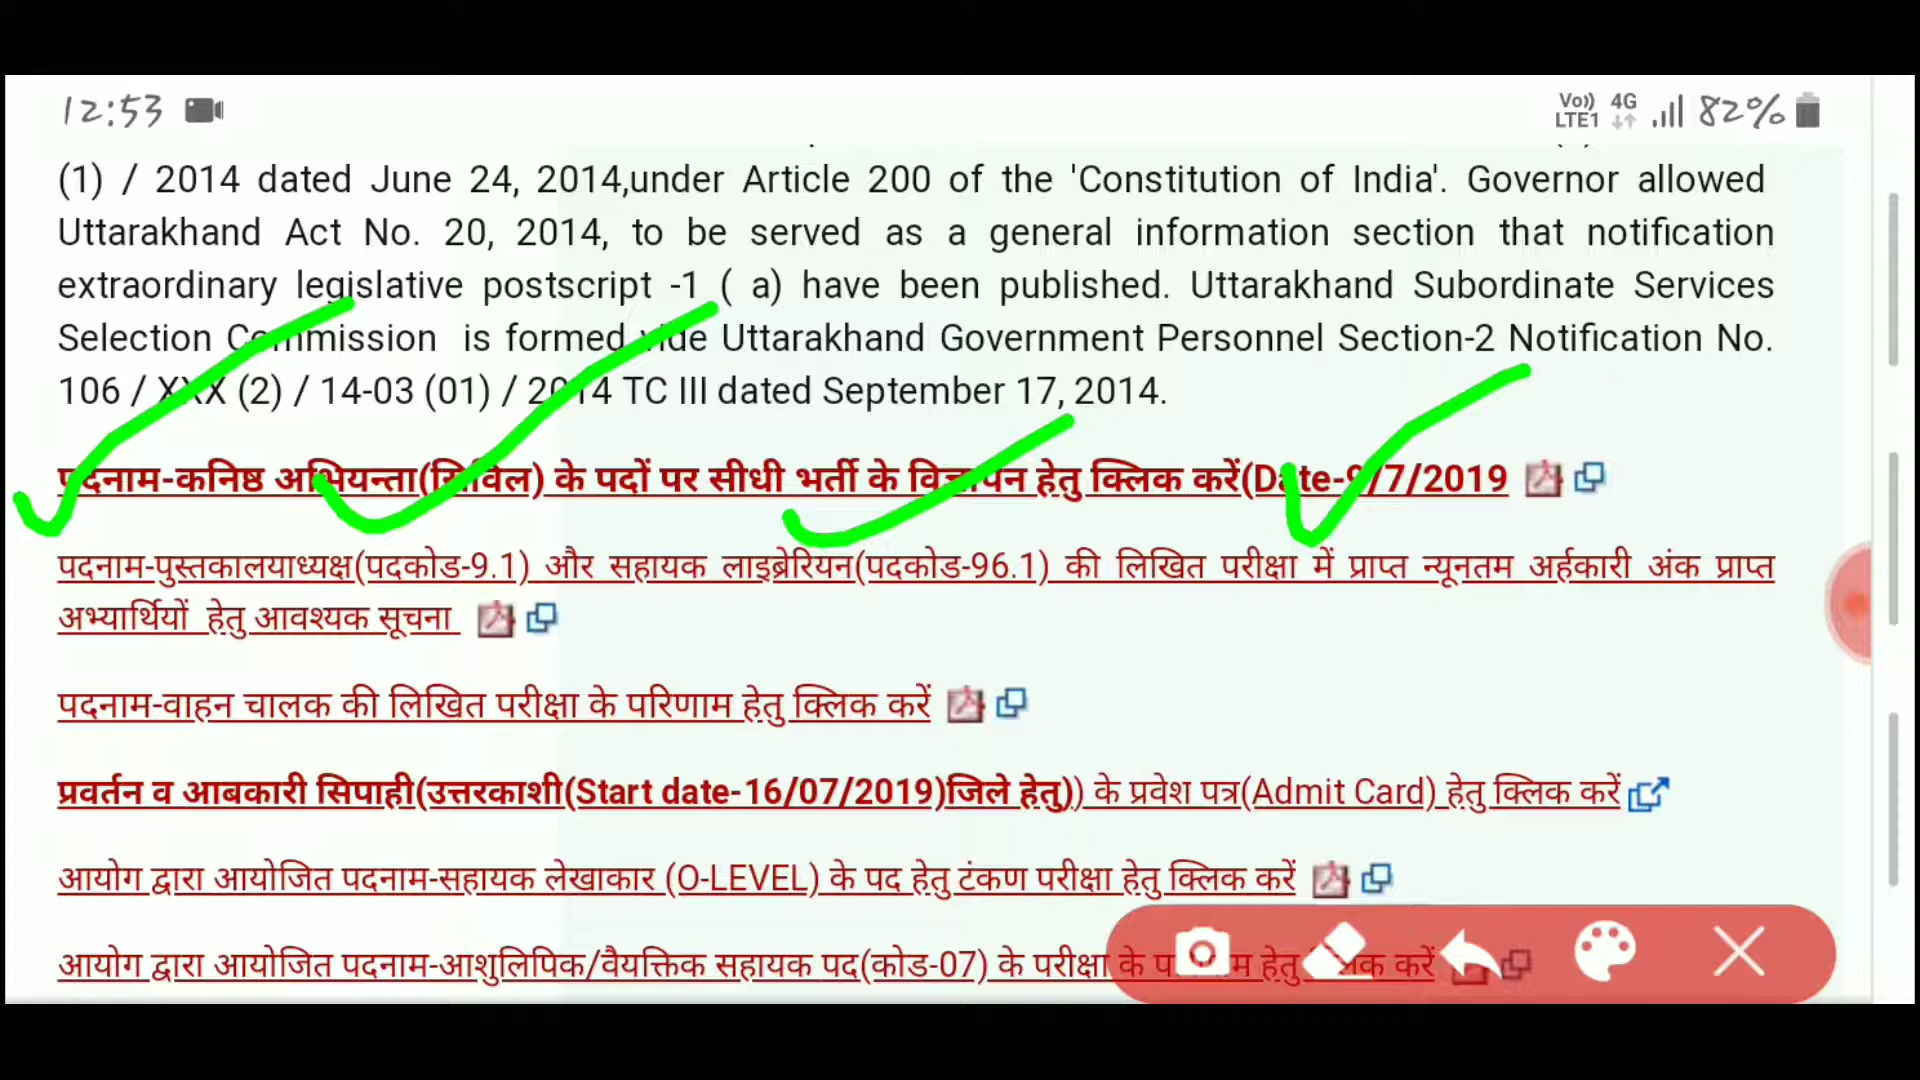 12:53 Vo)) LTE1 4G 82%
(1) / 2014 dated June 24, 2014,under Article 200 of the 'Constitution of India'. Governor allowed
Uttarakhand Act No. 20, 2014, to be served as a general information section that notification
extraordinary legislative postscript -1 ( a) have been published. Uttarakhand Subordinate Services
Selection Commission is formed vide Uttarakhand Government Personnel Section-2 Notification No.
106 / XXX (2) / 14-03 (01) / 2014 TC III dated September 17, 2014.
पदनाम-कनिष्ठ अभियन्ता(सिविल) के पदों पर सीधी भर्ती के विज्ञापन हेतु क्लिक करें(Date-9/7/2019
पदनाम-पुस्तकालयाध्यक्ष(पदकोड-9.1) और सहायक लाइब्रेरियन(पदकोड-96.1) की लिखित परीक्षा में प्राप्त न्यूनतम अर्हकारी अंक प्राप्त
अभ्यार्थियों हेतु आवश्यक सूचना
पदनाम-वाहन चालक की लिखित परीक्षा के परिणाम हेतु क्लिक करें
प्रवर्तन व आबकारी सिपाही(उत्तरकाशी(Start date-16/07/2019)जिले हेतु)) के प्रवेश पत्र(Admit Card) हेतु क्लिक करें
आयोग द्वारा आयोजित पदनाम-सहायक लेखाकार (O-LEVEL) के पद हेतु टंकण परीक्षा हेतु क्लिक करें
आयोग द्वारा आयोजित पदनाम-आशुलिपिक/वैयक्तिक सहायक पद(कोड-07) के परीक्षा के हेतु करें